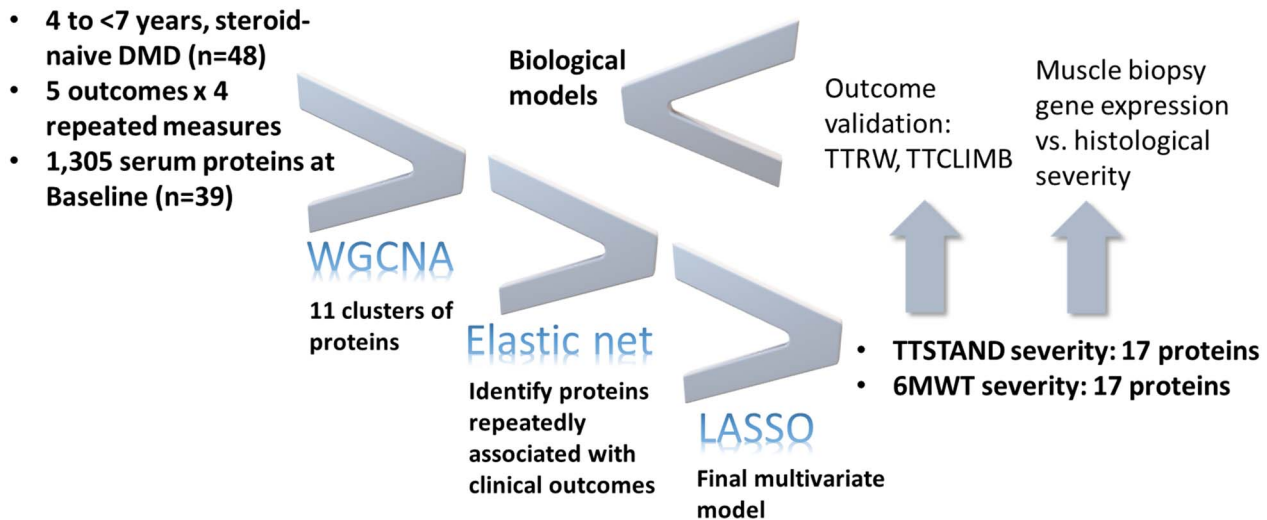 • 4 to <7 years, steroid-
naive DMD (n=48)
• 5 outcomes x 4
repeated measures
• 1,305 serum proteins at
Baseline (n=39)
WGCNA
11 clusters of
proteins
Elastic net
Identify proteins
repeatedly
associated with
clinical outcomes
LASSO
Final multivariate
model
Biological
models
Outcome
validation:
TTRW, TTCLIMB
Muscle biopsy
gene expression
vs. histological
severity
• TTSTAND severity: 17 proteins
• 6MWT severity: 17 proteins